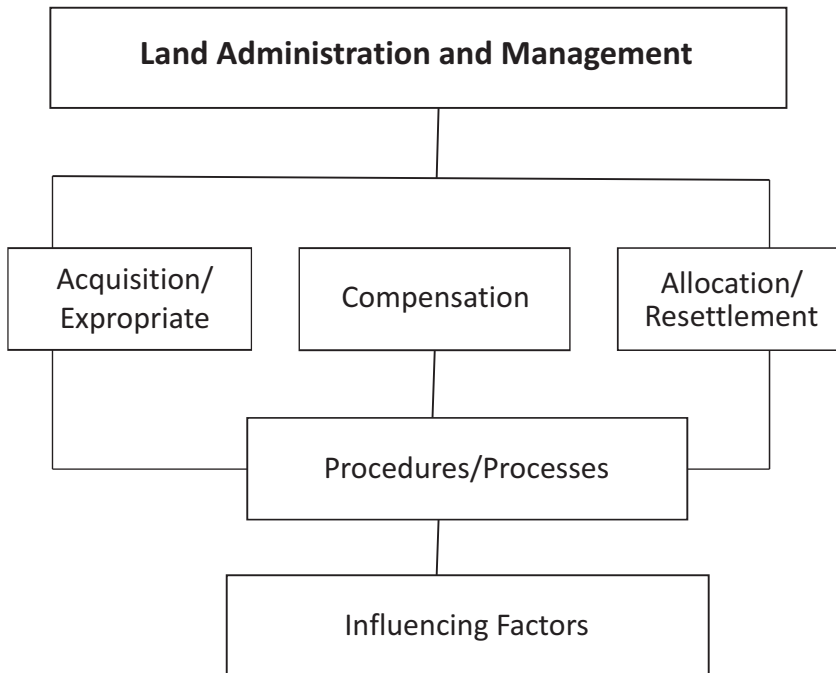 Land Administration and Management
Acquisition/
Expropriate
Compensation
Allocation/
Resettlement
Procedures/Processes
Influencing Factors